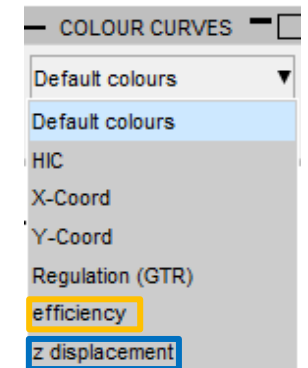 COLOUR CURVES
Default colours
Default colours
HIC
X-Coord
Y-Coord
Regulation (GTR)
efficiency
z displacement